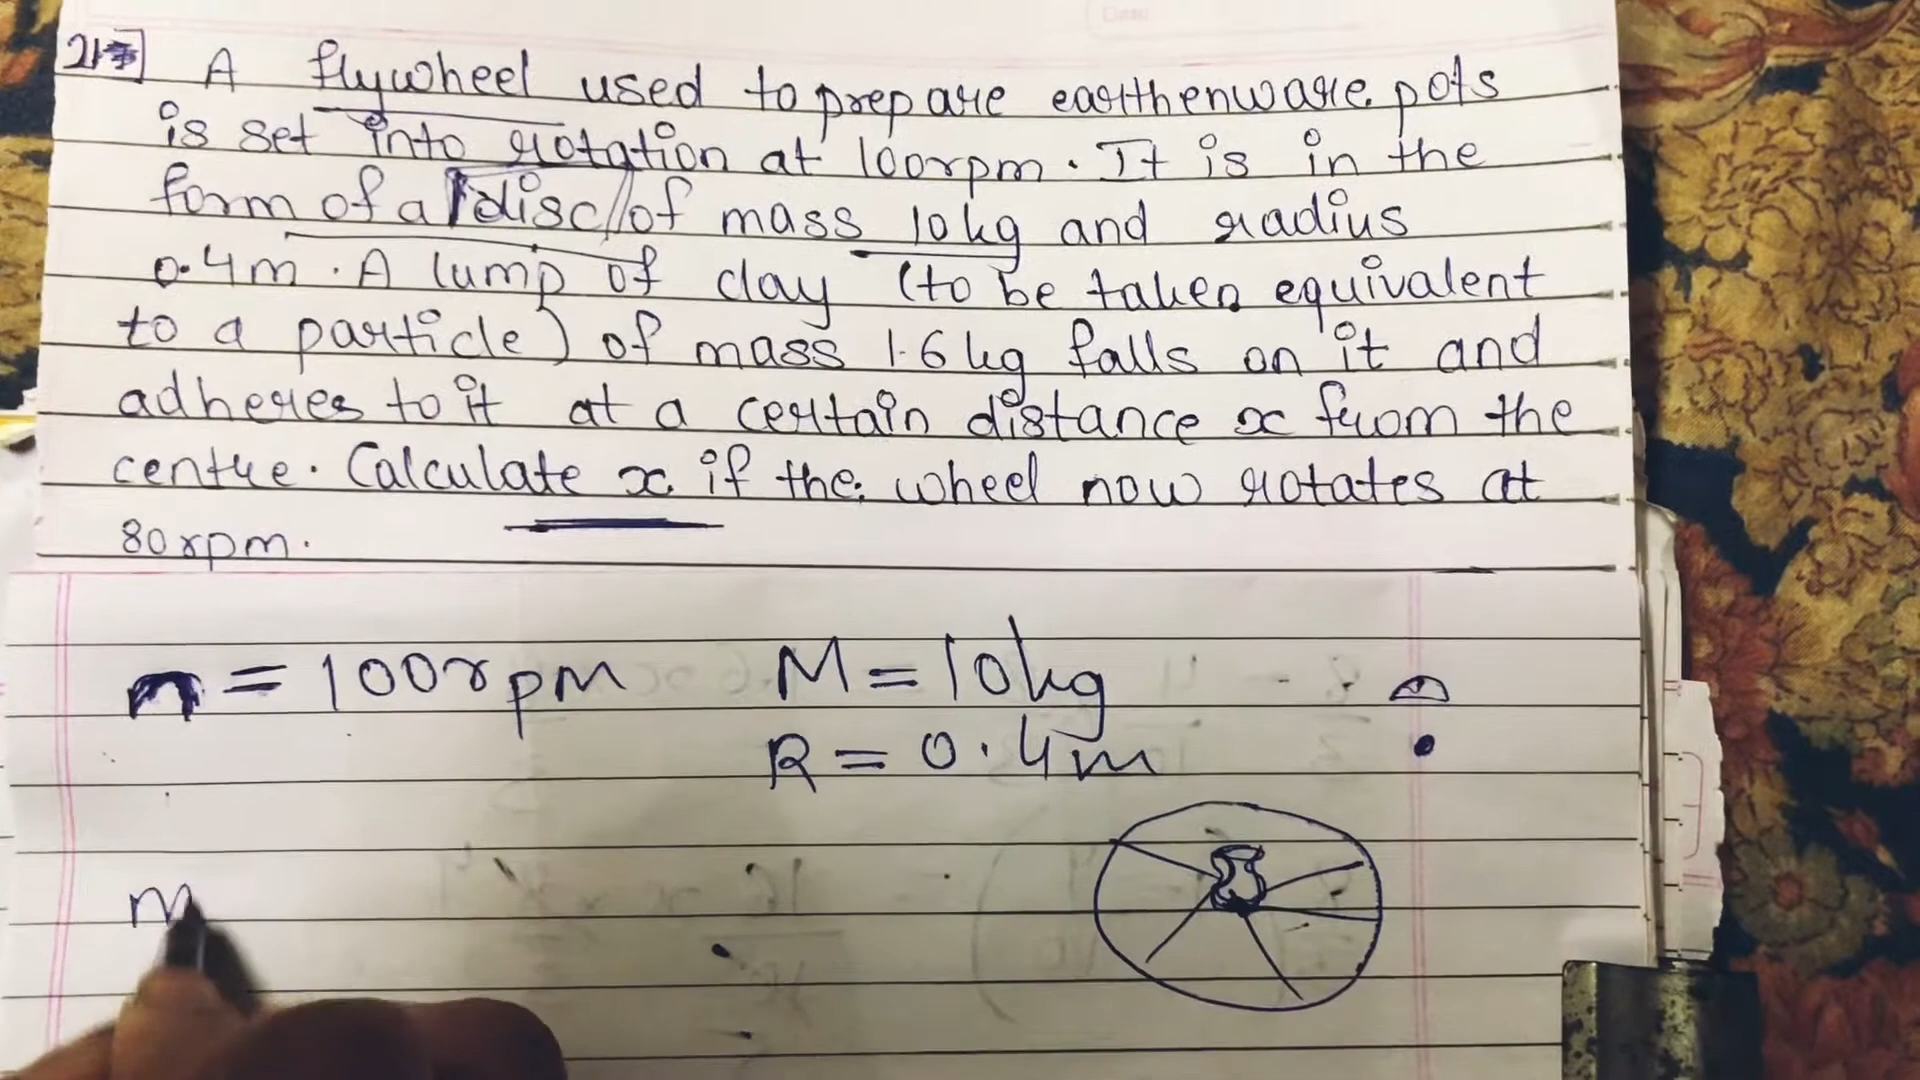 A flywheel used to prepare earthenware pots
is set into rotation at 100rpm. It is in the
form of a disc of mass 10kg and radius
0.4m. A lump of clay (to be taken equivalent
to a particle) of mass 1.6kg falls on it and
adheres to it at a certain distance x from the
centre. Calculate x if the wheel now rotates at
80rpm.
n = 100rpm M = 10kg
R = 0.4m
m